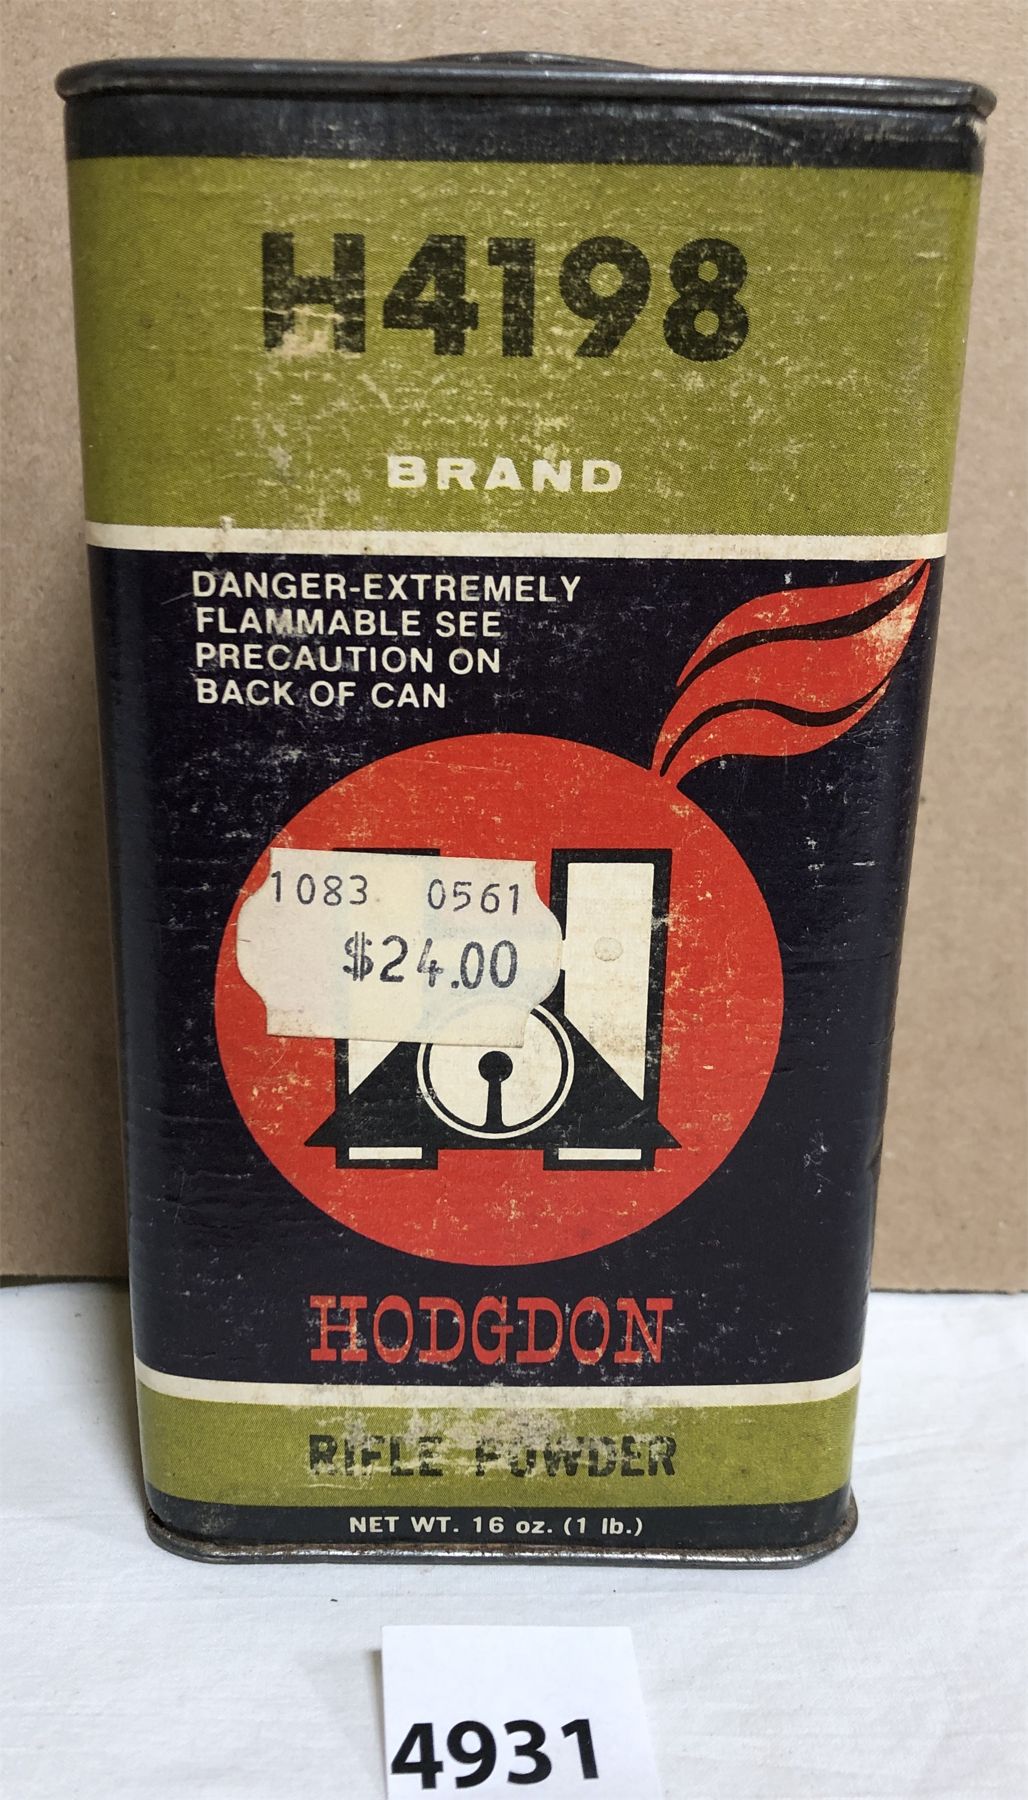 H4198
BRAND
DANGER-EXTREMELY
FLAMMABLE SEE
PRECAUTION ON
BACK OF CAN
1083 0561
$24.00
HODGDON
RIFLE POWDER
NET WT. 16 oz. (1 lb.)
4931